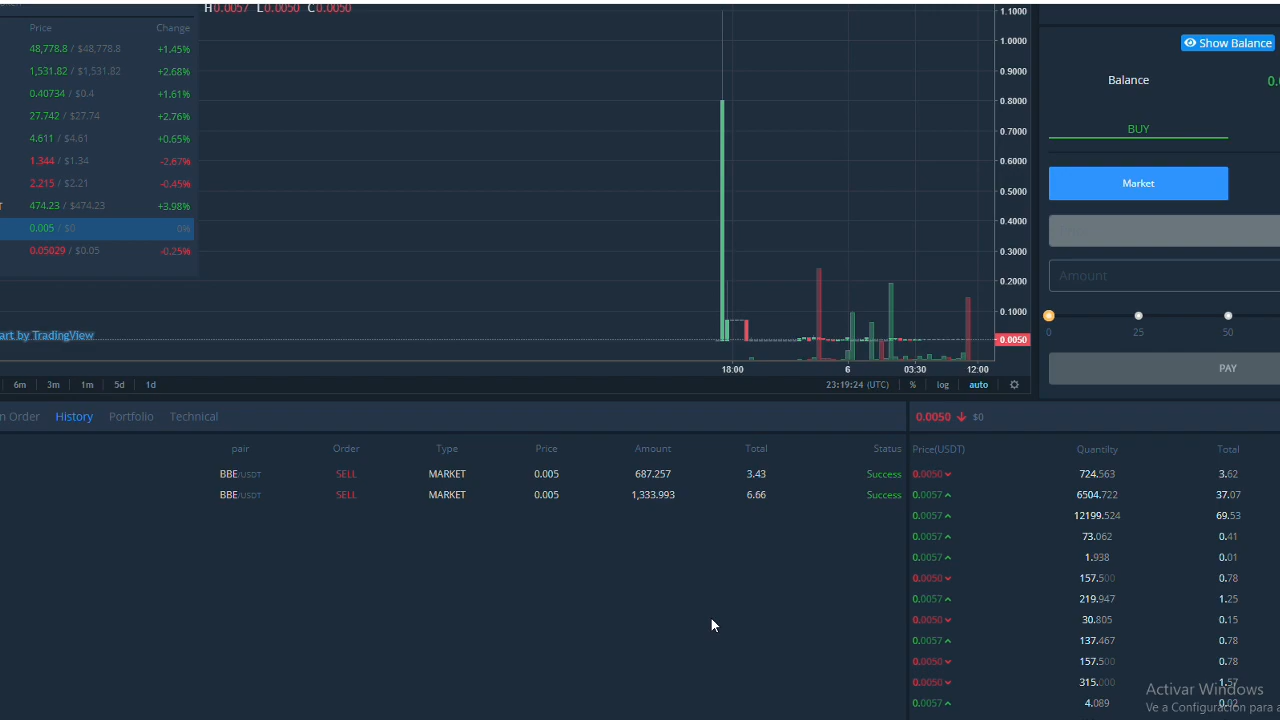 H0.0057 L0.0050 C0.0050
Price Change
48,778.8 / $48,778.8 +1.45%
1,531.82 / $1,531.82 +2.68%
0.40734 / $0.4 +1.61%
27.742 / $27.74 +2.76%
4.611 / $4.61 +0.65%
1.344 / $1.34 -2.67%
2.215 / $2.21 -0.45%
T 474.23 / $474.23 +3.98%
0.005 / $0 0%
0.05029 / $0.05 -0.25%
art by TradingView
1.1000
1.0000
0.9000
0.8000
0.7000
0.6000
0.5000
0.4000
0.3000
0.2000
0.1000
0.0050
18:00 6 03:30 12:00
6m 3m 1m 5d 1d 23:19:24 (UTC) % log auto
Show Balance
Balance 0.0
BUY
Market
Amount
0 25 50
PAY
n Order History Portfolio Technical
pair Order Type Price Amount Total Status
BBE/USDT SELL MARKET 0.005 687.257 3.43 Success
BBE/USDT SELL MARKET 0.005 1,333.993 6.66 Success
0.0050 $0
Price(USDT) Quantilty Total
0.0050 724.563 3.62
0.0057 6504.722 37.07
0.0057 12199.524 69.53
0.0057 73.062 0.41
0.0057 1.938 0.01
0.0050 157.500 0.78
0.0057 219.947 1.25
0.0050 30.805 0.15
0.0057 137.467 0.78
0.0050 157.500 0.78
0.0050 315.000 1.57
0.0057 4.089 0.02
Activar Windows
Ve a Configuración para a